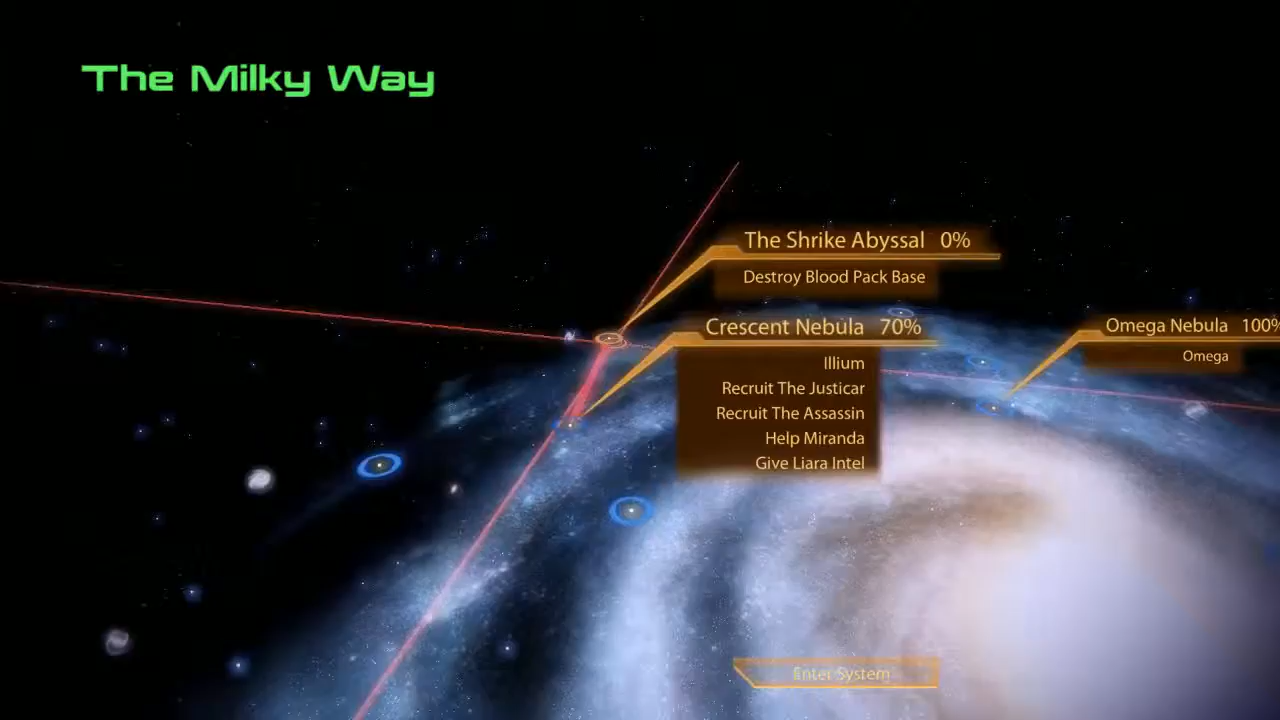 The Milky Way
The Shrike Abyssal 0%
Destroy Blood Pack Base
Crescent Nebula 70%
Illium
Recruit The Justicar
Recruit The Assassin
Help Miranda
Give Liara Intel
Omega Nebula 100%
Omega
Enter System